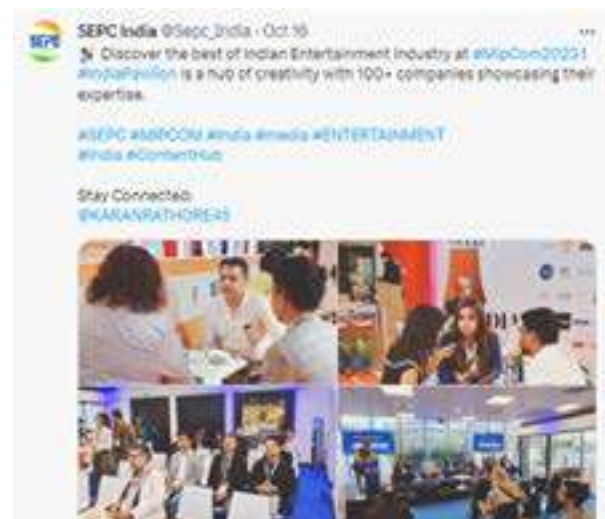 SEPC India @Sepc_India · Oct 16
Discover the best of Indian Entertainment Industry at #MipCom2023!
#IndiaPavilion is a hub of creativity with 100+ companies showcasing their
expertise.
#SEPC #MIPCOM #India #media #ENTERTAINMENT
#India #ContentHub
Stay Connected:
@KARANRATHORE45